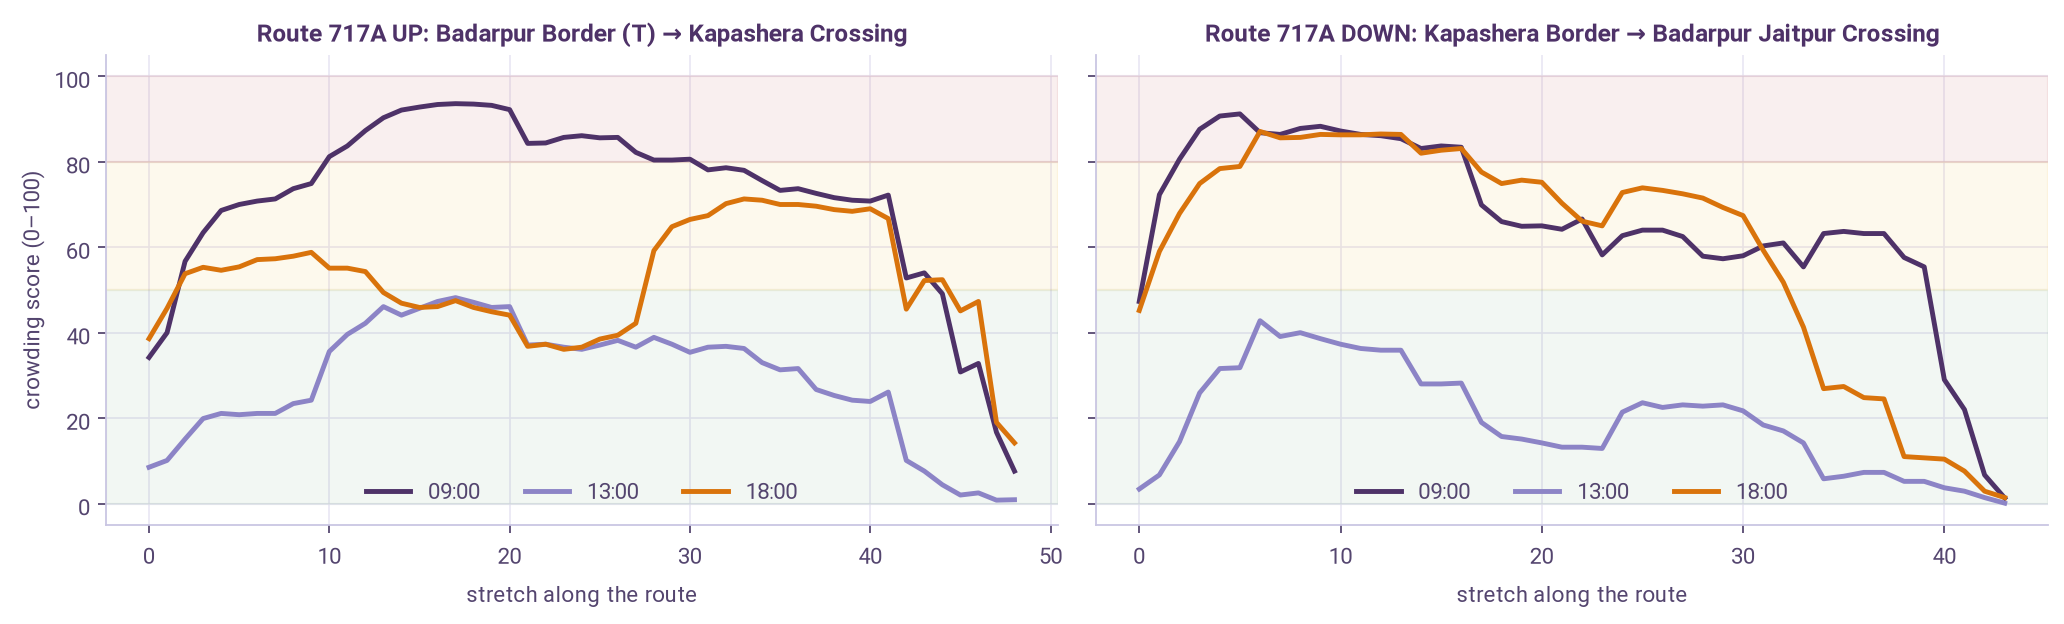 Route 717A UP: Badarpur Border (T) → Kapashera Crossing
crowding score (0–100)
100
80
60
40
20
0
09:00 13:00 18:00
0 10 20 30 40 50
stretch along the route
Route 717A DOWN: Kapashera Border → Badarpur Jaitpur Crossing
09:00 13:00 18:00
0 10 20 30 40
stretch along the route